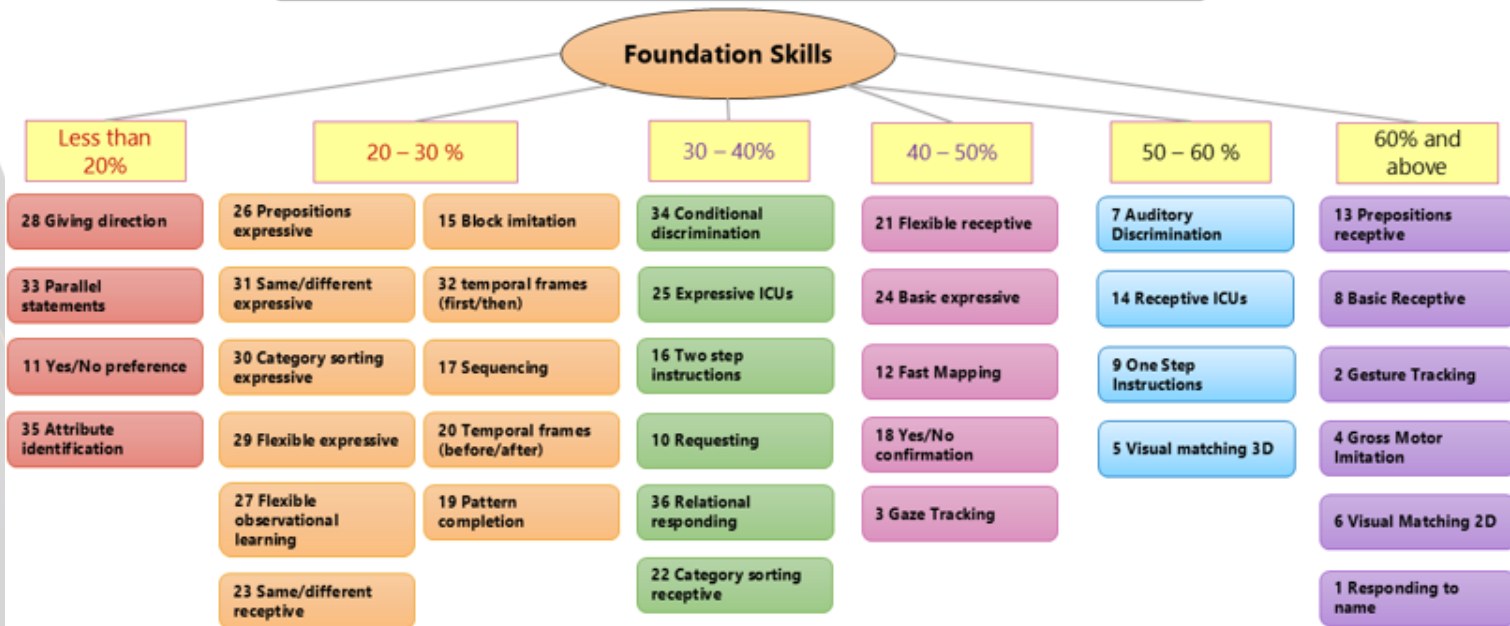 Foundation Skills
Less than
20%
20 – 30 %
30 – 40%
40 – 50%
50 – 60 %
60% and
above
28 Giving direction
33 Parallel
statements
11 Yes/No preference
35 Attribute
identification
26 Prepositions
expressive
31 Same/different
expressive
30 Category sorting
expressive
29 Flexible expressive
27 Flexible
observational
learning
23 Same/different
receptive
15 Block imitation
32 temporal frames
(first/then)
17 Sequencing
20 Temporal frames
(before/after)
19 Pattern
completion
34 Conditional
discrimination
25 Expressive ICUs
16 Two step
instructions
10 Requesting
36 Relational
responding
22 Category sorting
receptive
21 Flexible receptive
24 Basic expressive
12 Fast Mapping
18 Yes/No
confirmation
3 Gaze Tracking
7 Auditory
Discrimination
14 Receptive ICUs
9 One Step
Instructions
5 Visual matching 3D
13 Prepositions
receptive
8 Basic Receptive
2 Gesture Tracking
4 Gross Motor
Imitation
6 Visual Matching 2D
1 Responding to
name